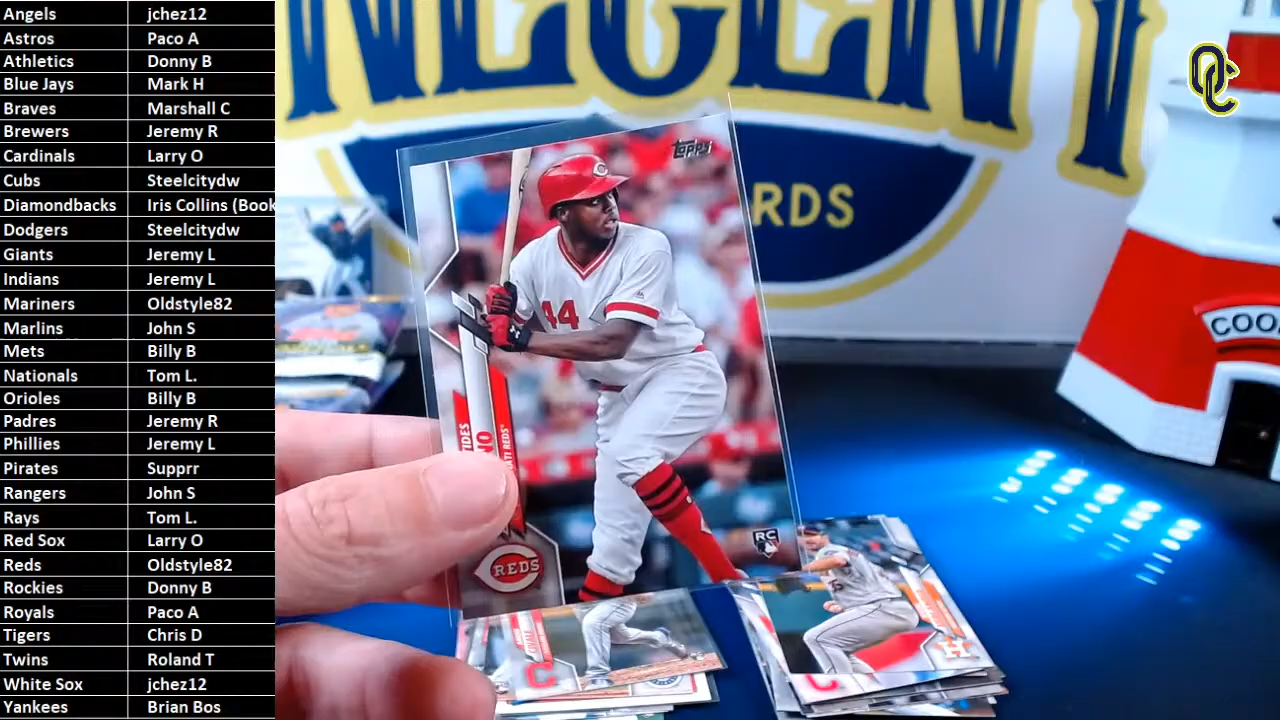 Angels jchez12
Astros Paco A
Athletics Donny B
Blue Jays Mark H
Braves Marshall C
Brewers Jeremy R
Cardinals Larry O
Cubs Steelcitydw
Diamondbacks Iris Collins (Book
Dodgers Steelcitydw
Giants Jeremy L
Indians Jeremy L
Mariners Oldstyle82
Marlins John S
Mets Billy B
Nationals Tom L.
Orioles Billy B
Padres Jeremy R
Phillies Jeremy L
Pirates Supprr
Rangers John S
Rays Tom L.
Red Sox Larry O
Reds Oldstyle82
Rockies Donny B
Royals Paco A
Tigers Chris D
Twins Roland T
White Sox jchez12
Yankees Brian Bos
RDS
OC
COO
Topps
C
44
REDS
RC
C
H
C